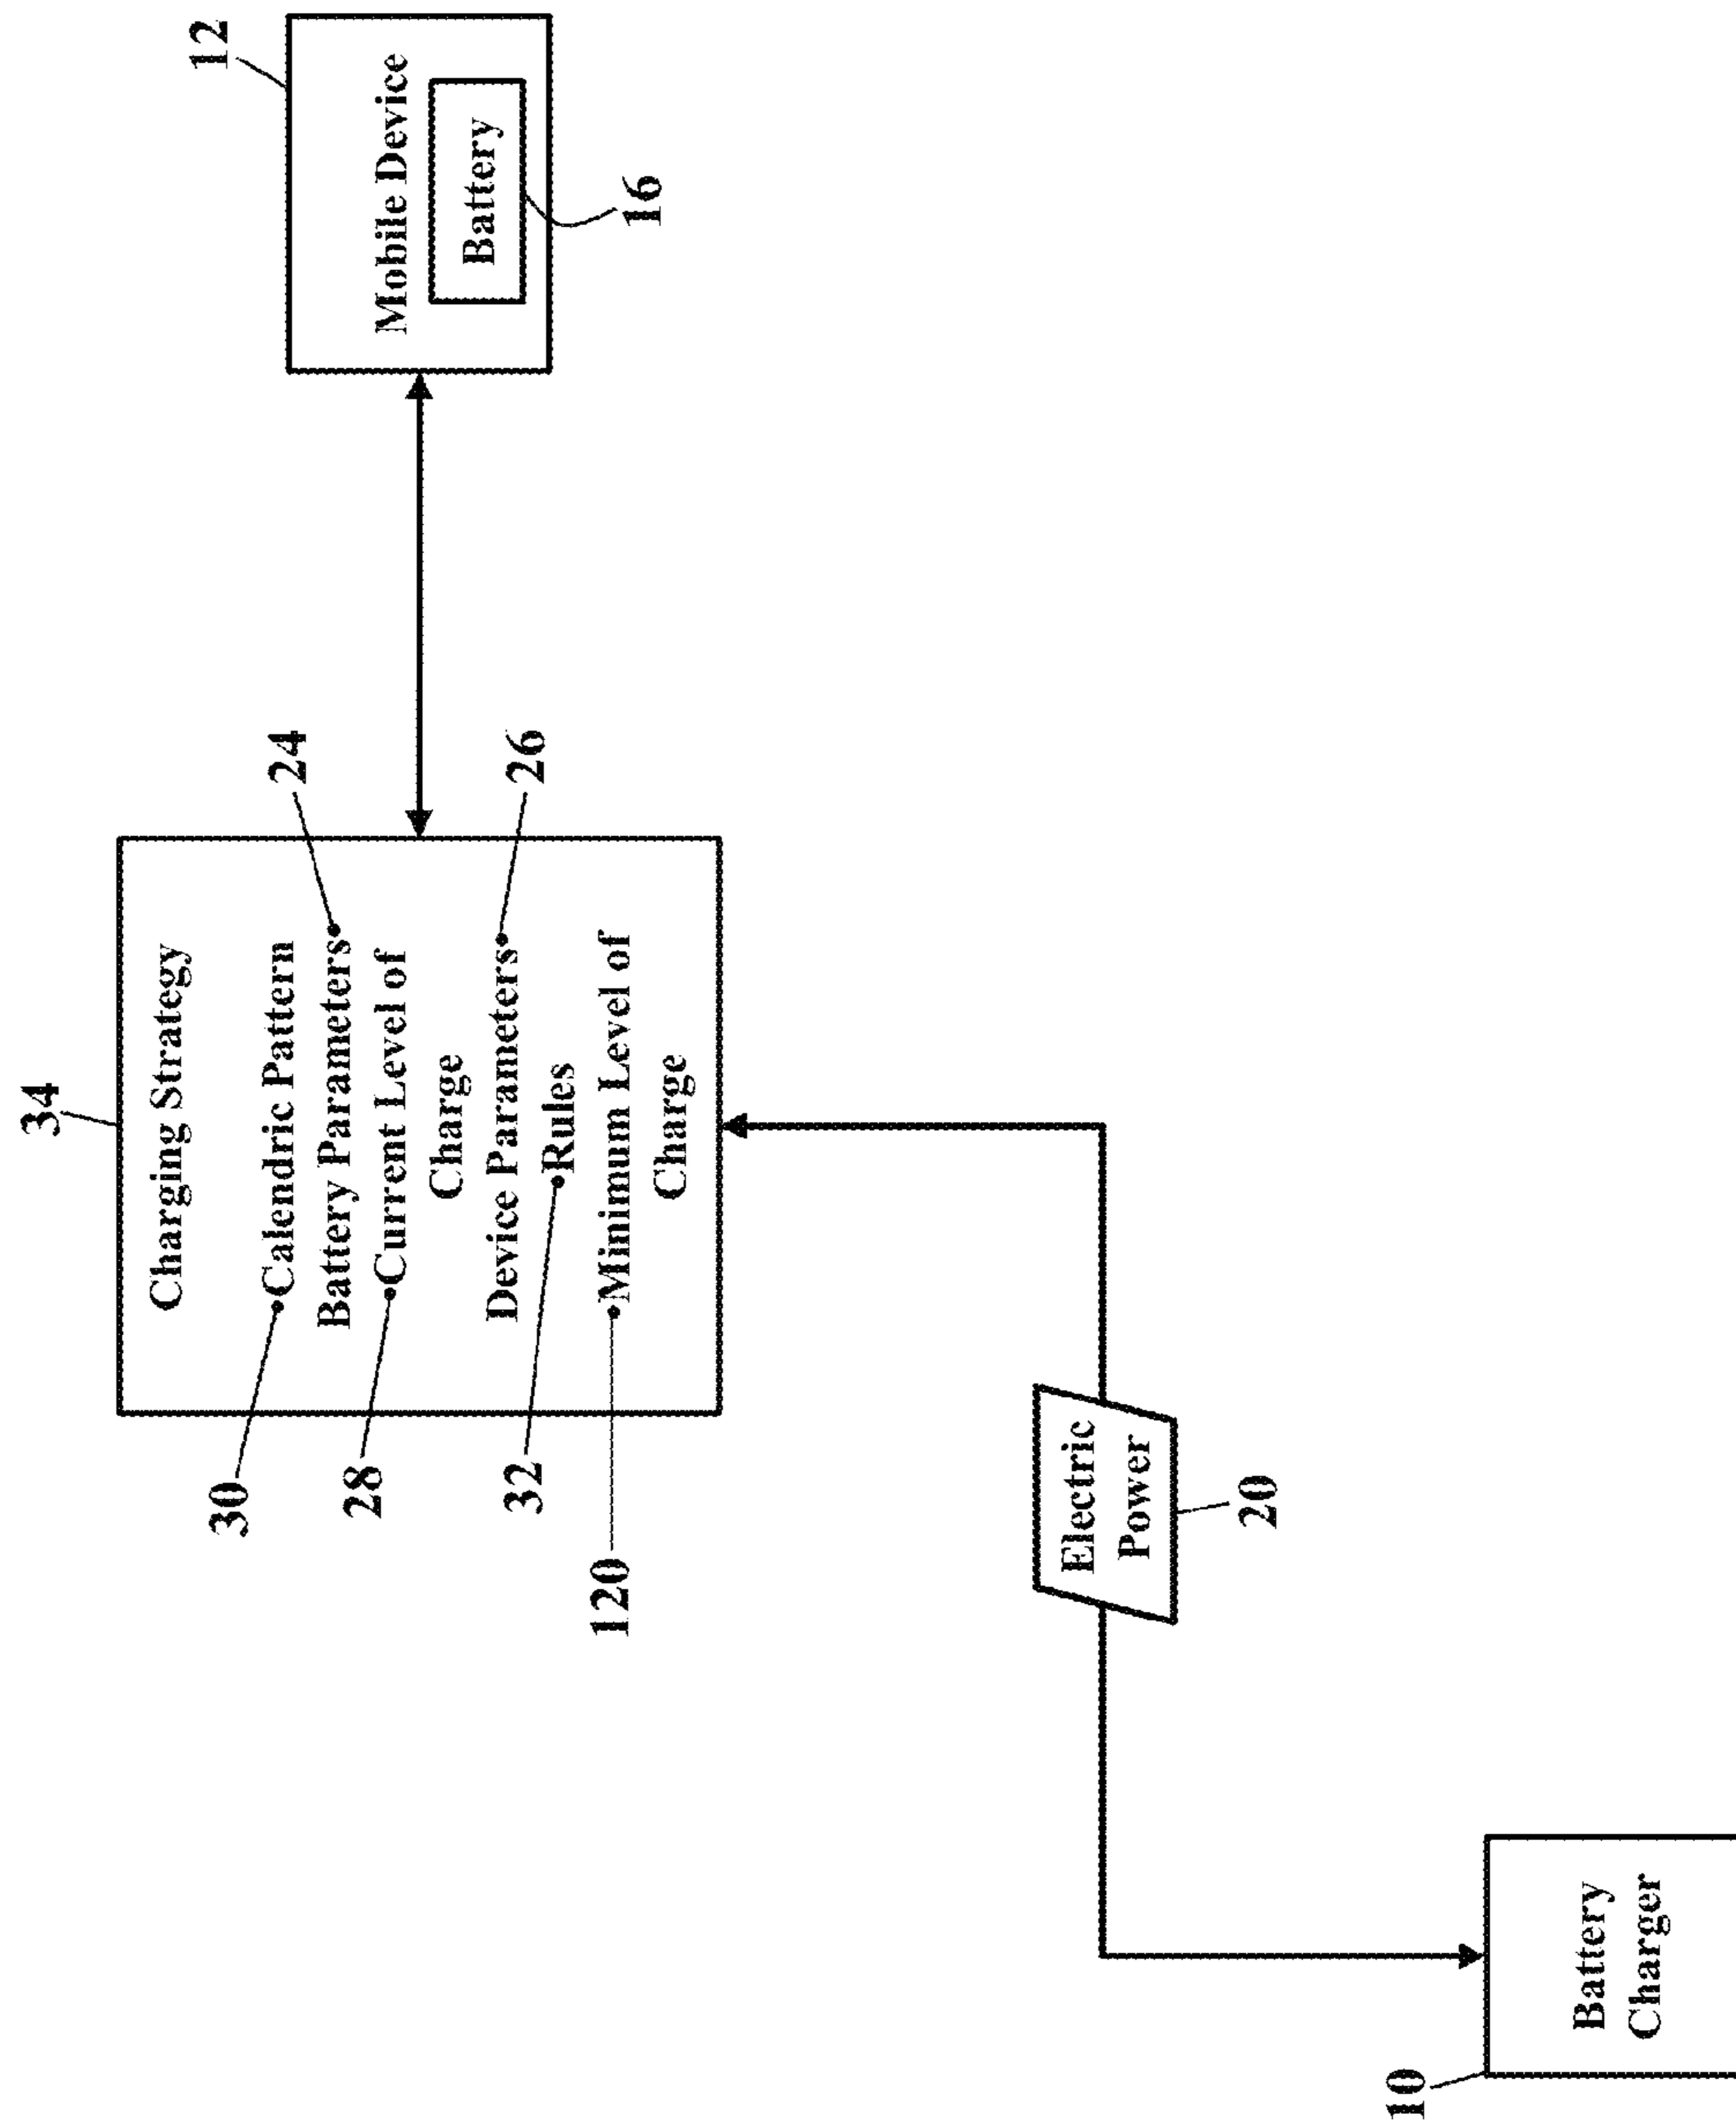 34
Charging Strategy
30
Calendric Pattern
24
Battery Parameters
28
Current Level of
Charge
26
Device Parameters
32
Rules
120
Minimum Level of
Charge
12
Mobile Device
Battery
16
Electric
Power
20
10
Battery
Charger